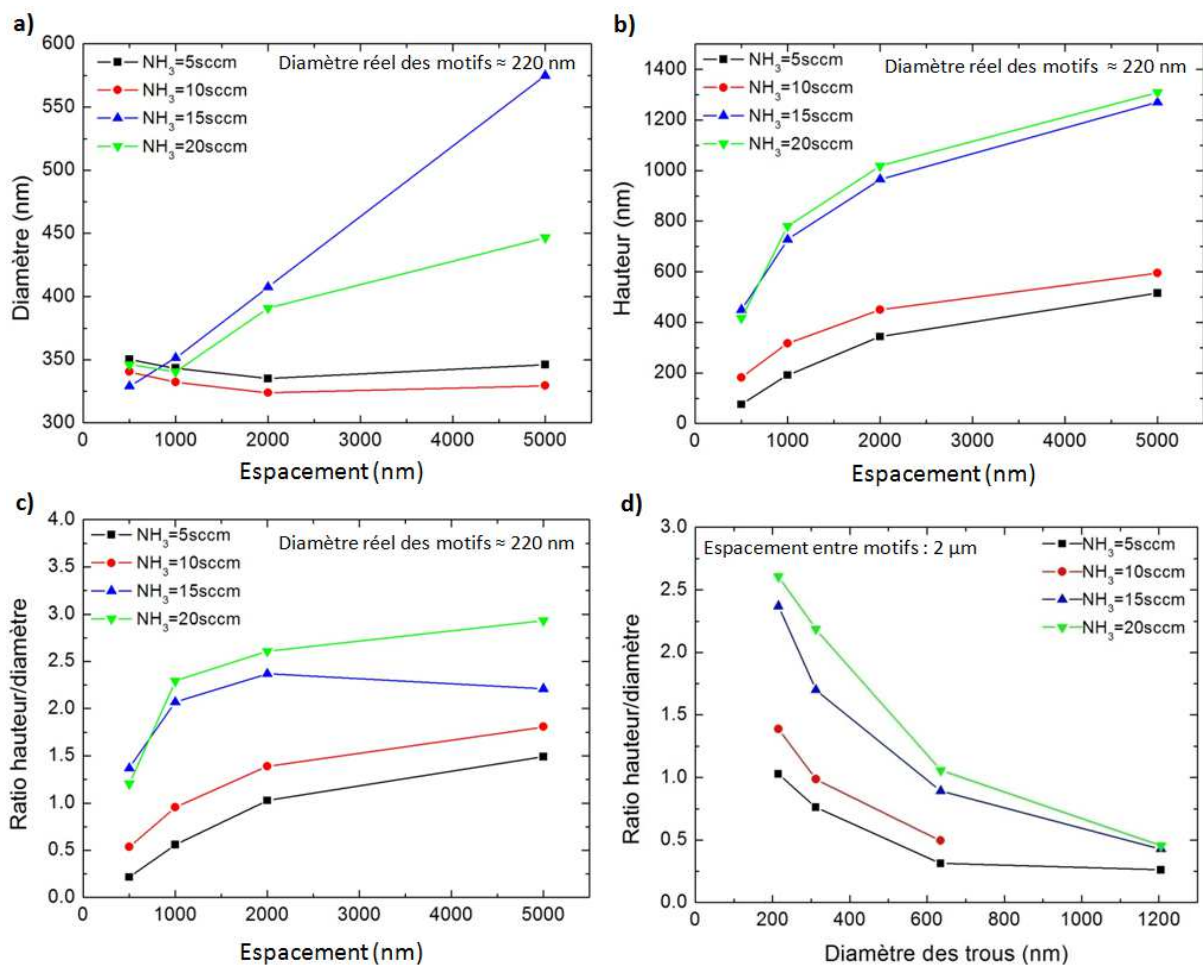 a)
600
550
500
450
400
350
300
Diamètre (nm)
NH3=5sccm
NH3=10sccm
NH3=15sccm
NH3=20sccm
Diamètre réel des motifs ≈ 220 nm
0 1000 2000 3000 4000 5000
Espacement (nm)
b)
1400
1200
1000
800
600
400
200
0
Hauteur (nm)
NH3=5sccm
NH3=10sccm
NH3=15sccm
NH3=20sccm
Diamètre réel des motifs ≈ 220 nm
0 1000 2000 3000 4000 5000
Espacement (nm)
c)
4.0
3.5
3.0
2.5
2.0
1.5
1.0
0.5
0.0
Ratio hauteur/diamètre
NH3=5sccm
NH3=10sccm
NH3=15sccm
NH3=20sccm
Diamètre réel des motifs ≈ 220 nm
0 1000 2000 3000 4000 5000
Espacement (nm)
d)
3.0
2.5
2.0
1.5
1.0
0.5
0.0
Ratio hauteur/diamètre
Espacement entre motifs : 2 µm
NH3=5sccm
NH3=10sccm
NH3=15sccm
NH3=20sccm
0 200 400 600 800 1000 1200
Diamètre des trous (nm)